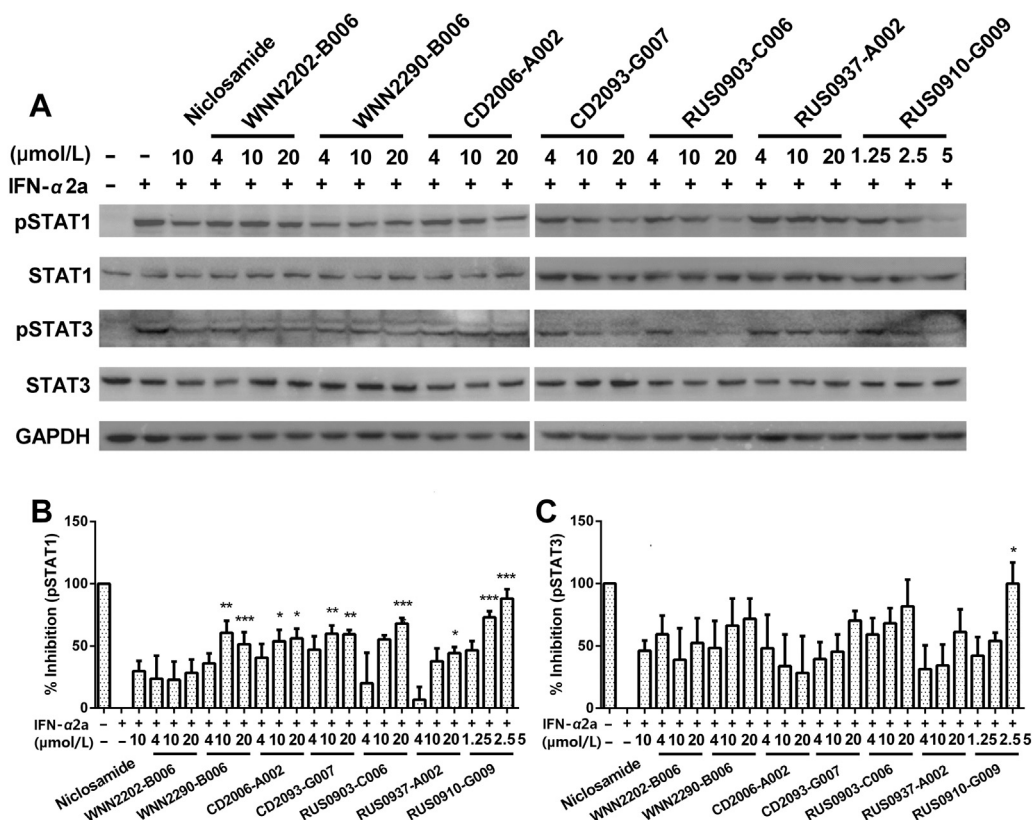 A
Niclosamide
WNN2202-B006
WNN2290-B006
CD2006-A002
CD2093-G007
RUS0903-C006
RUS0937-A002
RUS0910-G009
(μmol/L) – – 10 4 10 20 4 10 20 4 10 20 4 10 20 4 10 20 4 10 20 1.25 2.5 5
IFN-α2a – + + + + + + + + + + + + + + + + + + + + + + +
pSTAT1
STAT1
pSTAT3
STAT3
GAPDH
B
% Inhibition (pSTAT1)
150
100
50
0
** *** * * ** ** *** * *** ***
IFN-α2a – + + + + + + + + + + + + + + + + + + + + + + +
(μmol/L) – – 10 4 10 20 4 10 20 4 10 20 4 10 20 4 10 20 4 10 20 1.25 2.5 5
Niclosamide
WNN2202-B006
WNN2290-B006
CD2006-A002
CD2093-G007
RUS0903-C006
RUS0937-A002
RUS0910-G009
C
% Inhibition (pSTAT3)
150
100
50
0
*
IFN-α2a – + + + + + + + + + + + + + + + + + + + + + + +
(μmol/L) – – 10 4 10 20 4 10 20 4 10 20 4 10 20 4 10 20 4 10 20 1.25 2.5 5
Niclosamide
WNN2202-B006
WNN2290-B006
CD2006-A002
CD2093-G007
RUS0903-C006
RUS0937-A002
RUS0910-G009